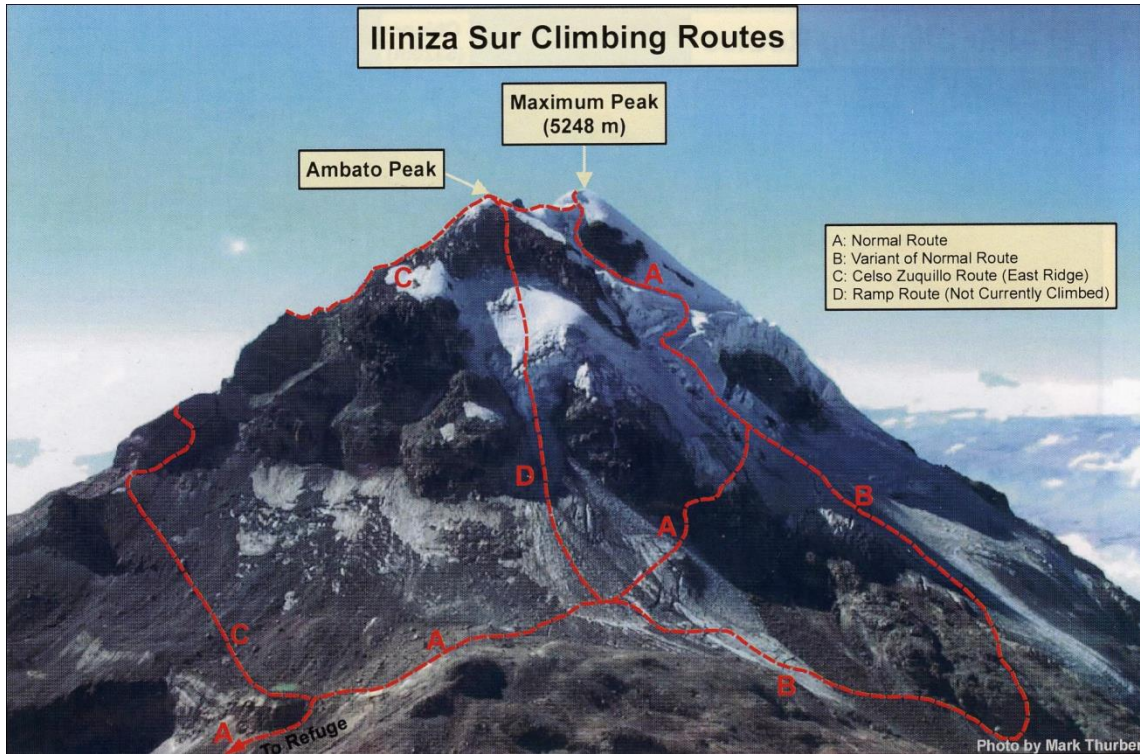 Iliniza Sur Climbing Routes
Maximum Peak
(5248 m)
Ambato Peak
A: Normal Route
B: Variant of Normal Route
C: Celso Zuquillo Route (East Ridge)
D: Ramp Route (Not Currently Climbed)
C
A
D
B
A
C
A
B
A
To Refuge
Photo by Mark Thurber